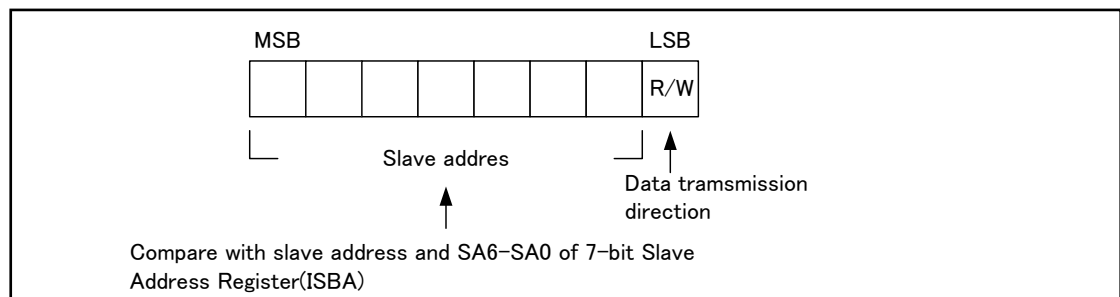 MSB LSB
R/W
Slave addres
Data tramsmission
direction
Compare with slave address and SA6-SA0 of 7-bit Slave
Address Register(ISBA)